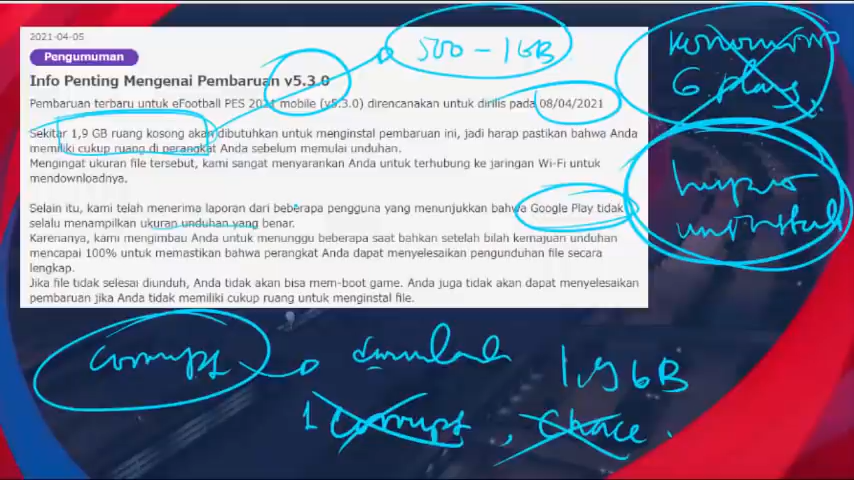 2021-04-05
Pengumuman
Info Penting Mengenai Pembaruan v5.3.0
Pembaruan terbaru untuk eFootball PES 2021 mobile (v5.3.0) direncanakan untuk dirilis pada 08/04/2021
Sekitar 1,9 GB ruang kosong akan dibutuhkan untuk menginstal pembaruan ini, jadi harap pastikan bahwa Anda
memiliki cukup ruang di perangkat Anda sebelum memulai unduhan.
Mengingat ukuran file tersebut, kami sangat menyarankan Anda untuk terhubung ke jaringan Wi-Fi untuk
mendownloadnya.
Selain itu, kami telah menerima laporan dari beberapa pengguna yang menunjukkan bahwa Google Play tidak
selalu menampilkan ukuran unduhan yang benar.
Karenanya, kami mengimbau Anda untuk menunggu beberapa saat bahkan setelah bilah kemajuan unduhan
mencapai 100% untuk memastikan bahwa perangkat Anda dapat menyelesaikan pengunduhan file secara
lengkap.
Jika file tidak selesai diunduh, Anda tidak akan bisa mem-boot game. Anda juga tidak akan dapat menyelesaikan
pembaruan jika Anda tidak memiliki cukup ruang untuk menginstal file.
500 - 1GB
G play
uninstal
corrupt
1,9 GB
1 corrupt,